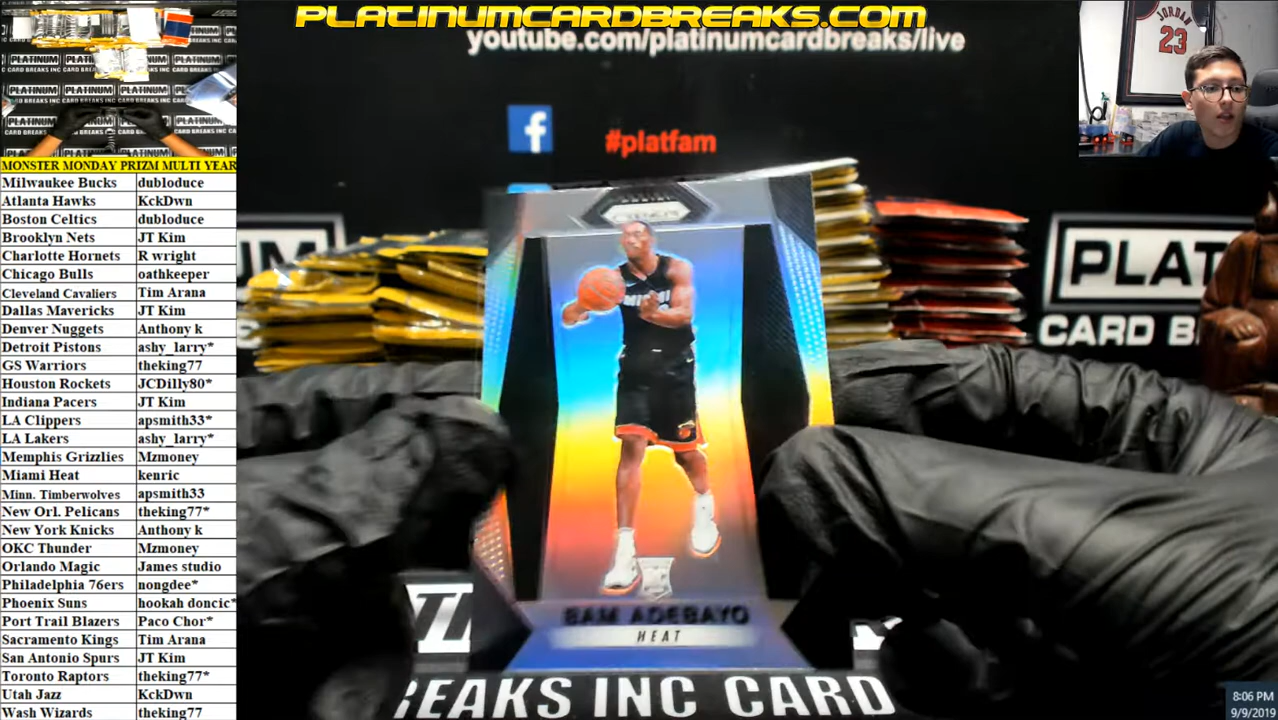 PLATINUMCARDBREAKS.COM
youtube.com/platinumcardbreaks/live
#platfam
JORDAN
23
MONSTER MONDAY PRIZM MULTI YEAR
Milwaukee Bucks dubloduce
Atlanta Hawks KckDwn
Boston Celtics dubloduce
Brooklyn Nets JT Kim
Charlotte Hornets R wright
Chicago Bulls oathkeeper
Cleveland Cavaliers Tim Arana
Dallas Mavericks JT Kim
Denver Nuggets Anthony k
Detroit Pistons ashy_larry*
GS Warriors theking77
Houston Rockets JCDilly80*
Indiana Pacers JT Kim
LA Clippers apsmith33*
LA Lakers ashy_larry*
Memphis Grizzlies Mzmoney
Miami Heat kenric
Minn. Timberwolves apsmith33
New Orl. Pelicans theking77*
New York Knicks Anthony k
OKC Thunder Mzmoney
Orlando Magic James studio
Philadelphia 76ers nongdee*
Phoenix Suns hookah doncic*
Port Trail Blazers Paco Chor*
Sacramento Kings Tim Arana
San Antonio Spurs JT Kim
Toronto Raptors theking77*
Utah Jazz KckDwn
Wash Wizards theking77
PRIZM
MIAMI
RC
BAM ADEBAYO
HEAT
PLAT
CARD B
REAKS INC CARD
8:06 PM
9/9/2019